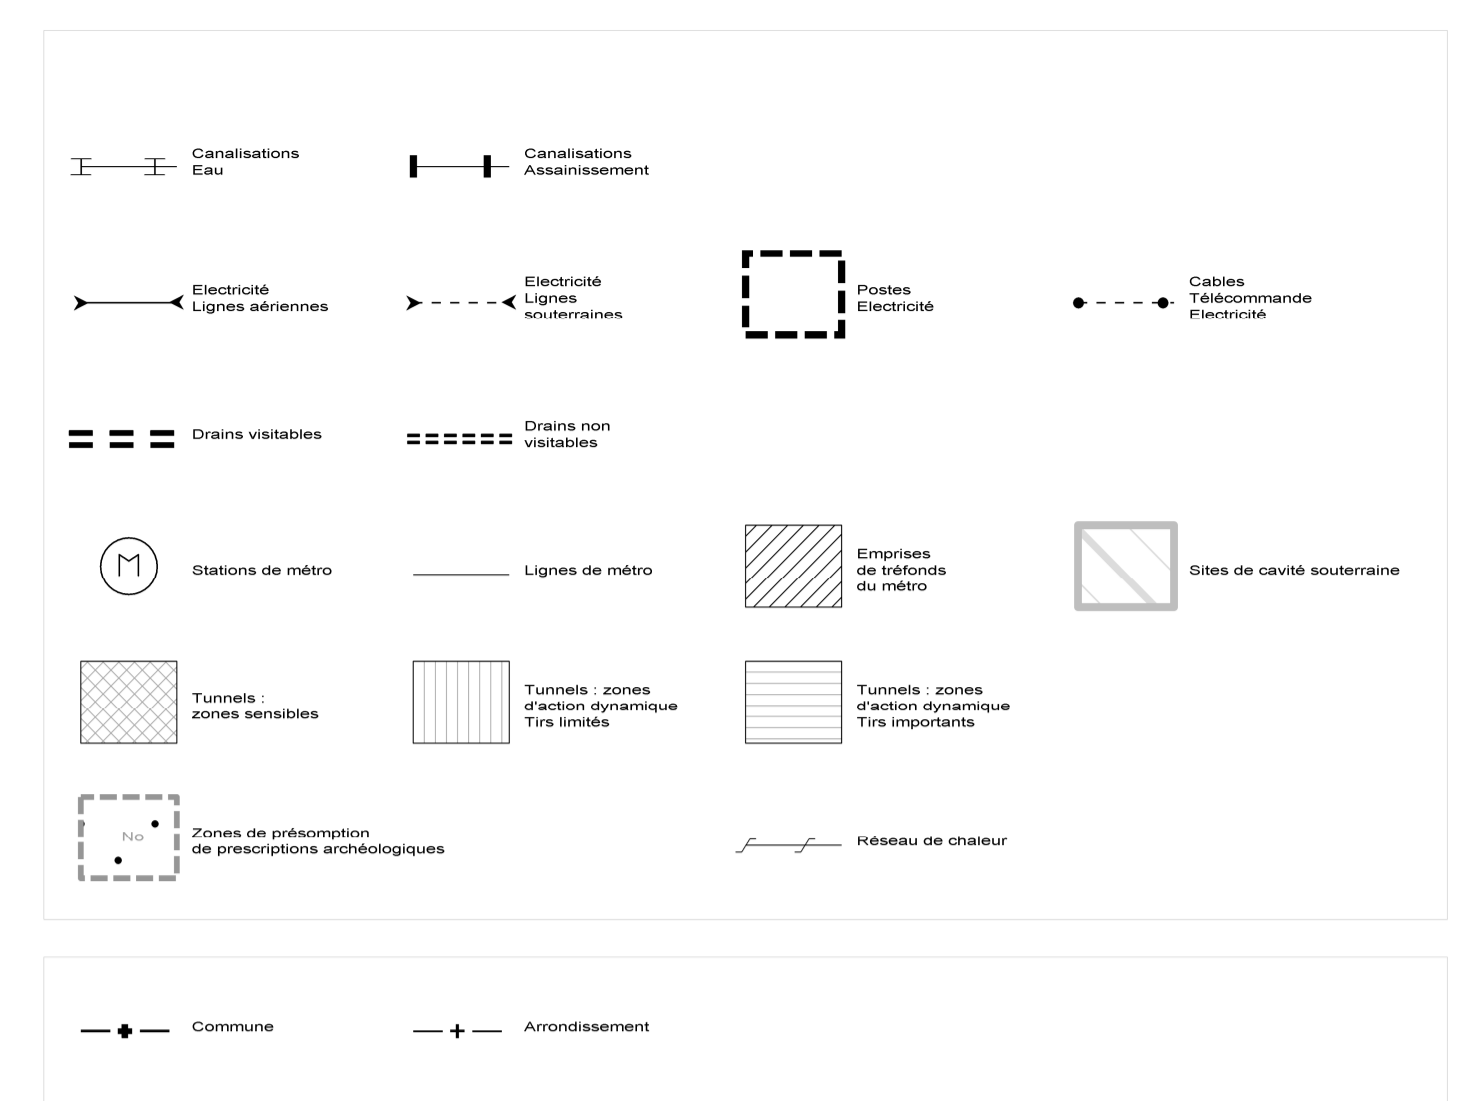 Canalisations
Eau
Canalisations
Assainissement
Electricité
Lignes aériennes
Electricité
Lignes
souterraines
Postes
Electricité
Cables
Télécommande
Electricité
Drains visitables
Drains non
visitables
M
Stations de métro
Lignes de métro
Emprises
de tréfonds
du métro
Sites de cavité souterraine
Tunnels :
zones sensibles
Tunnels : zones
d'action dynamique
Tirs limités
Tunnels : zones
d'action dynamique
Tirs importants
No
Zones de présomption
de prescriptions archéologiques
Réseau de chaleur
Commune
Arrondissement